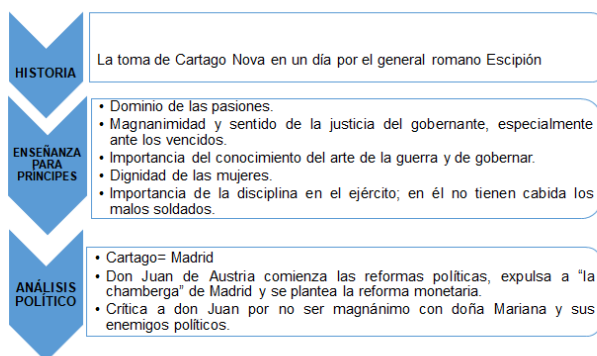 HISTORIA
La toma de Cartago Nova en un día por el general romano Escipión
ENSEÑANZA
PARA
PRÍNCIPES
• Dominio de las pasiones.
• Magnanimidad y sentido de la justicia del gobernante, especialmente
ante los vencidos.
• Importancia del conocimiento del arte de la guerra y de gobernar.
• Dignidad de las mujeres.
• Importancia de la disciplina en el ejército; en él no tienen cabida los
malos soldados.
ANÁLISIS
POLÍTICO
• Cartago= Madrid
• Don Juan de Austria comienza las reformas políticas, expulsa a “la
chamberga” de Madrid y se plantea la reforma monetaria.
• Crítica a don Juan por no ser magnánimo con doña Mariana y sus
enemigos políticos.